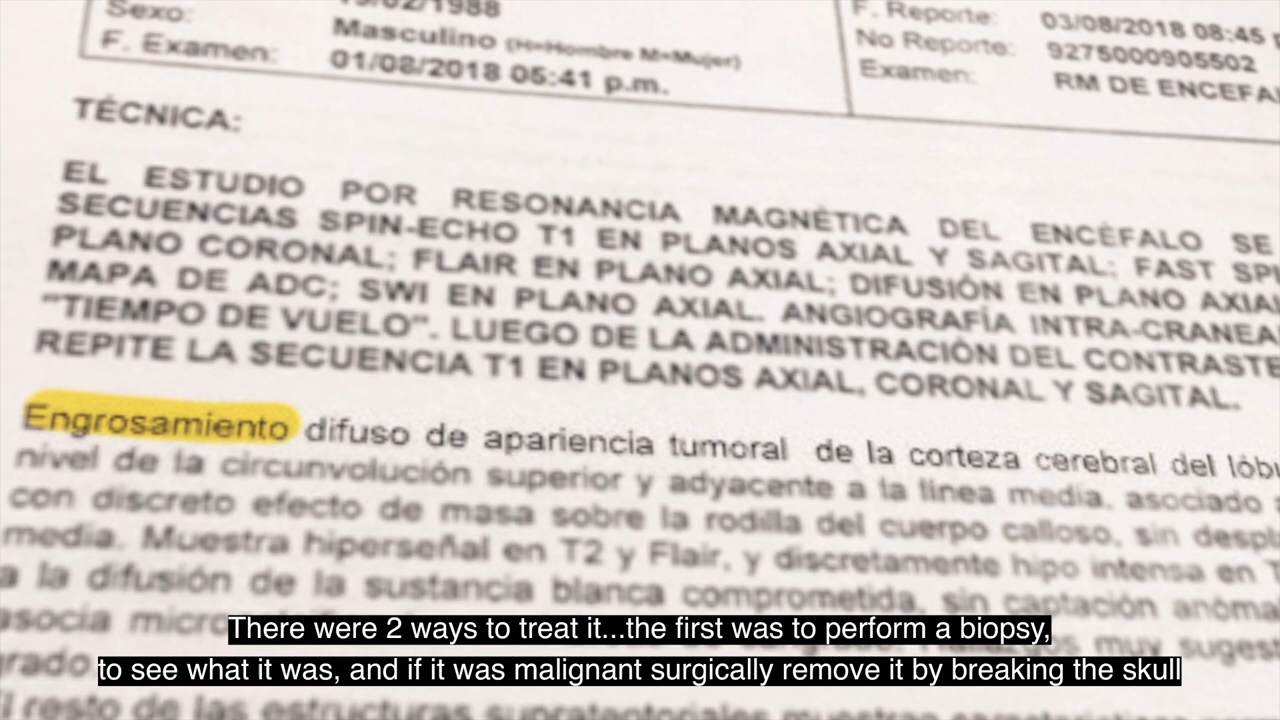 Sexo:
Masculino (H=Hombre M=Mujer)
F. Examen:
01/08/2018 05:41 p.m.
F. Reporte:
03/08/2018 08:45
No Reporte:
9275000905502
Examen:
RM DE ENCEFA
TÉCNICA:
EL ESTUDIO POR RESONANCIA MAGNÉTICA DEL ENCÉFALO SE
SECUENCIAS SPIN-ECHO T1 EN PLANOS AXIAL Y SAGITAL; FAST
PLANO CORONAL; FLAIR EN PLANO AXIAL; DIFUSIÓN EN PLANO
MAPA DE ADC; SWI EN PLANO AXIAL. ANGIOGRAFÍA
"TIEMPO DE VUELO". LUEGO DE LA ADMINISTRACIÓN DEL CONTRASTE
REPITE LA SECUENCIA T1 EN PLANOS AXIAL, CORONAL Y SAGITAL.
Engrosamiento difuso de apariencia tumoral de la corteza cerebral del
nivel de la circunvolución superior y adyacente a la línea media, asociado
con discreto efecto de masa sobre la rodilla del cuerpo calloso, sin
media. Muestra hiperseñal en T2 y Flair, y discretamente hipo intensa en
a la difusión de la sustancia blanca comprometida, sin captación
There were 2 ways to treat it...the first was to perform a biopsy,
to see what it was, and if it was malignant surgically remove it by breaking the skull
resto de las estructuras supratentoriales